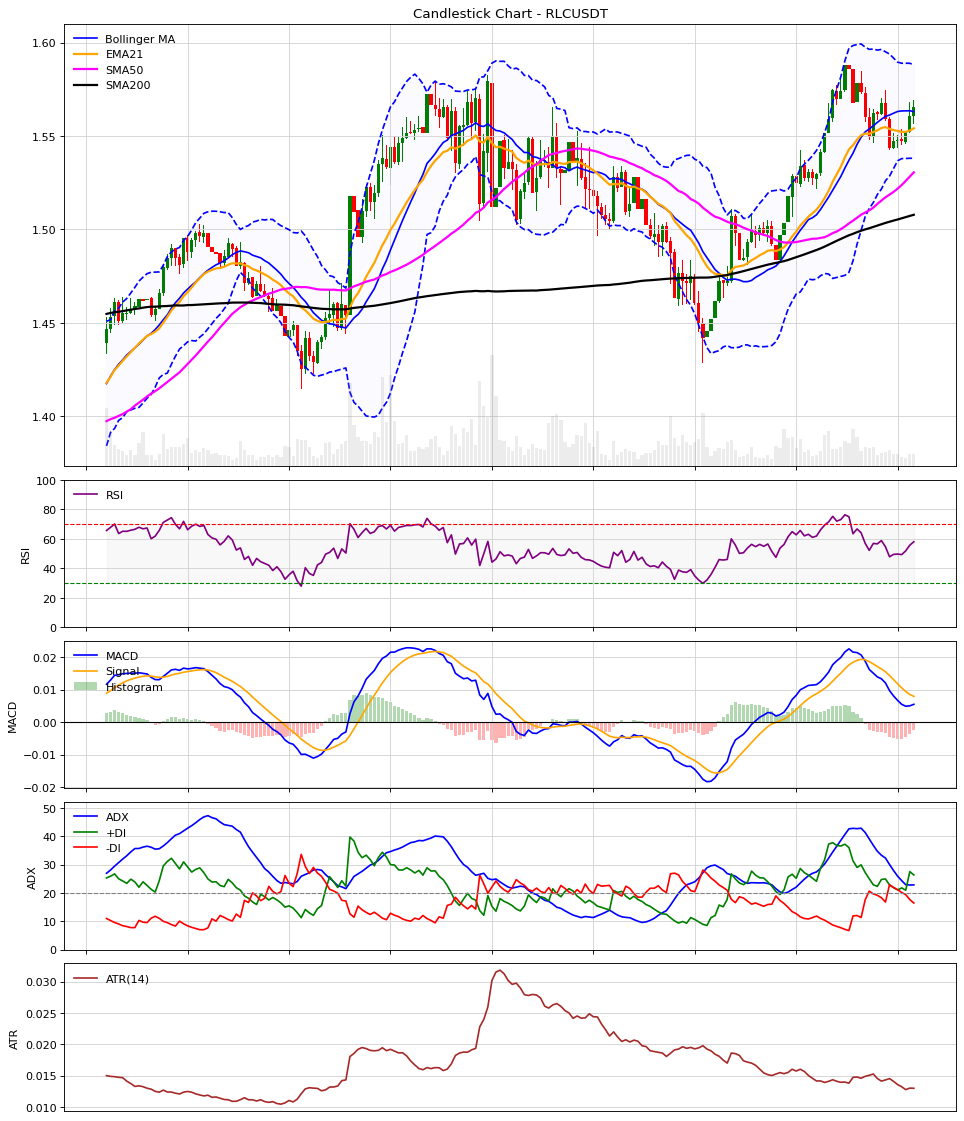 Candlestick Chart - RLCUSDT
Bollinger MA
EMA21
SMA50
SMA200
1.60
1.55
1.50
1.45
1.40
RSI
RSI
100
80
60
40
20
0
MACD
Signal
Histogram
MACD
0.02
0.01
0.00
−0.01
−0.02
ADX
+DI
-DI
ADX
50
40
30
20
10
0
ATR(14)
ATR
0.030
0.025
0.020
0.015
0.010